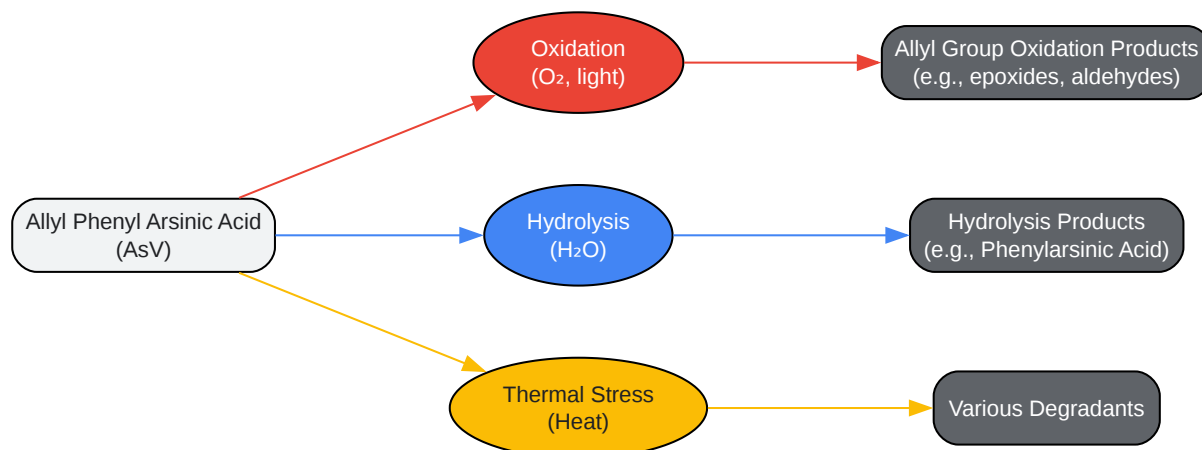 Oxidation
(O₂, light)
Allyl Group Oxidation Products
(e.g., epoxides, aldehydes)
Allyl Phenyl Arsinic Acid
(AsV)
Hydrolysis
(H₂O)
Hydrolysis Products
(e.g., Phenylarsinic Acid)
Thermal Stress
(Heat)
Various Degradants